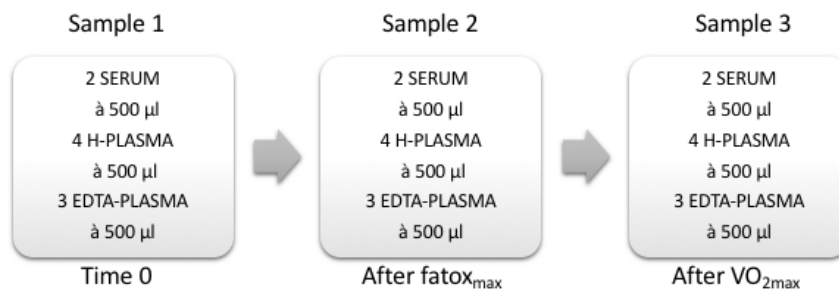 Sample 1
2 SERUM
à 500 µl
4 H-PLASMA
à 500 µl
3 EDTA-PLASMA
à 500 µl
Time 0
Sample 2
2 SERUM
à 500 µl
4 H-PLASMA
à 500 µl
3 EDTA-PLASMA
à 500 µl
After fatoxmax
Sample 3
2 SERUM
à 500 µl
4 H-PLASMA
à 500 µl
3 EDTA-PLASMA
à 500 µl
After VO2max